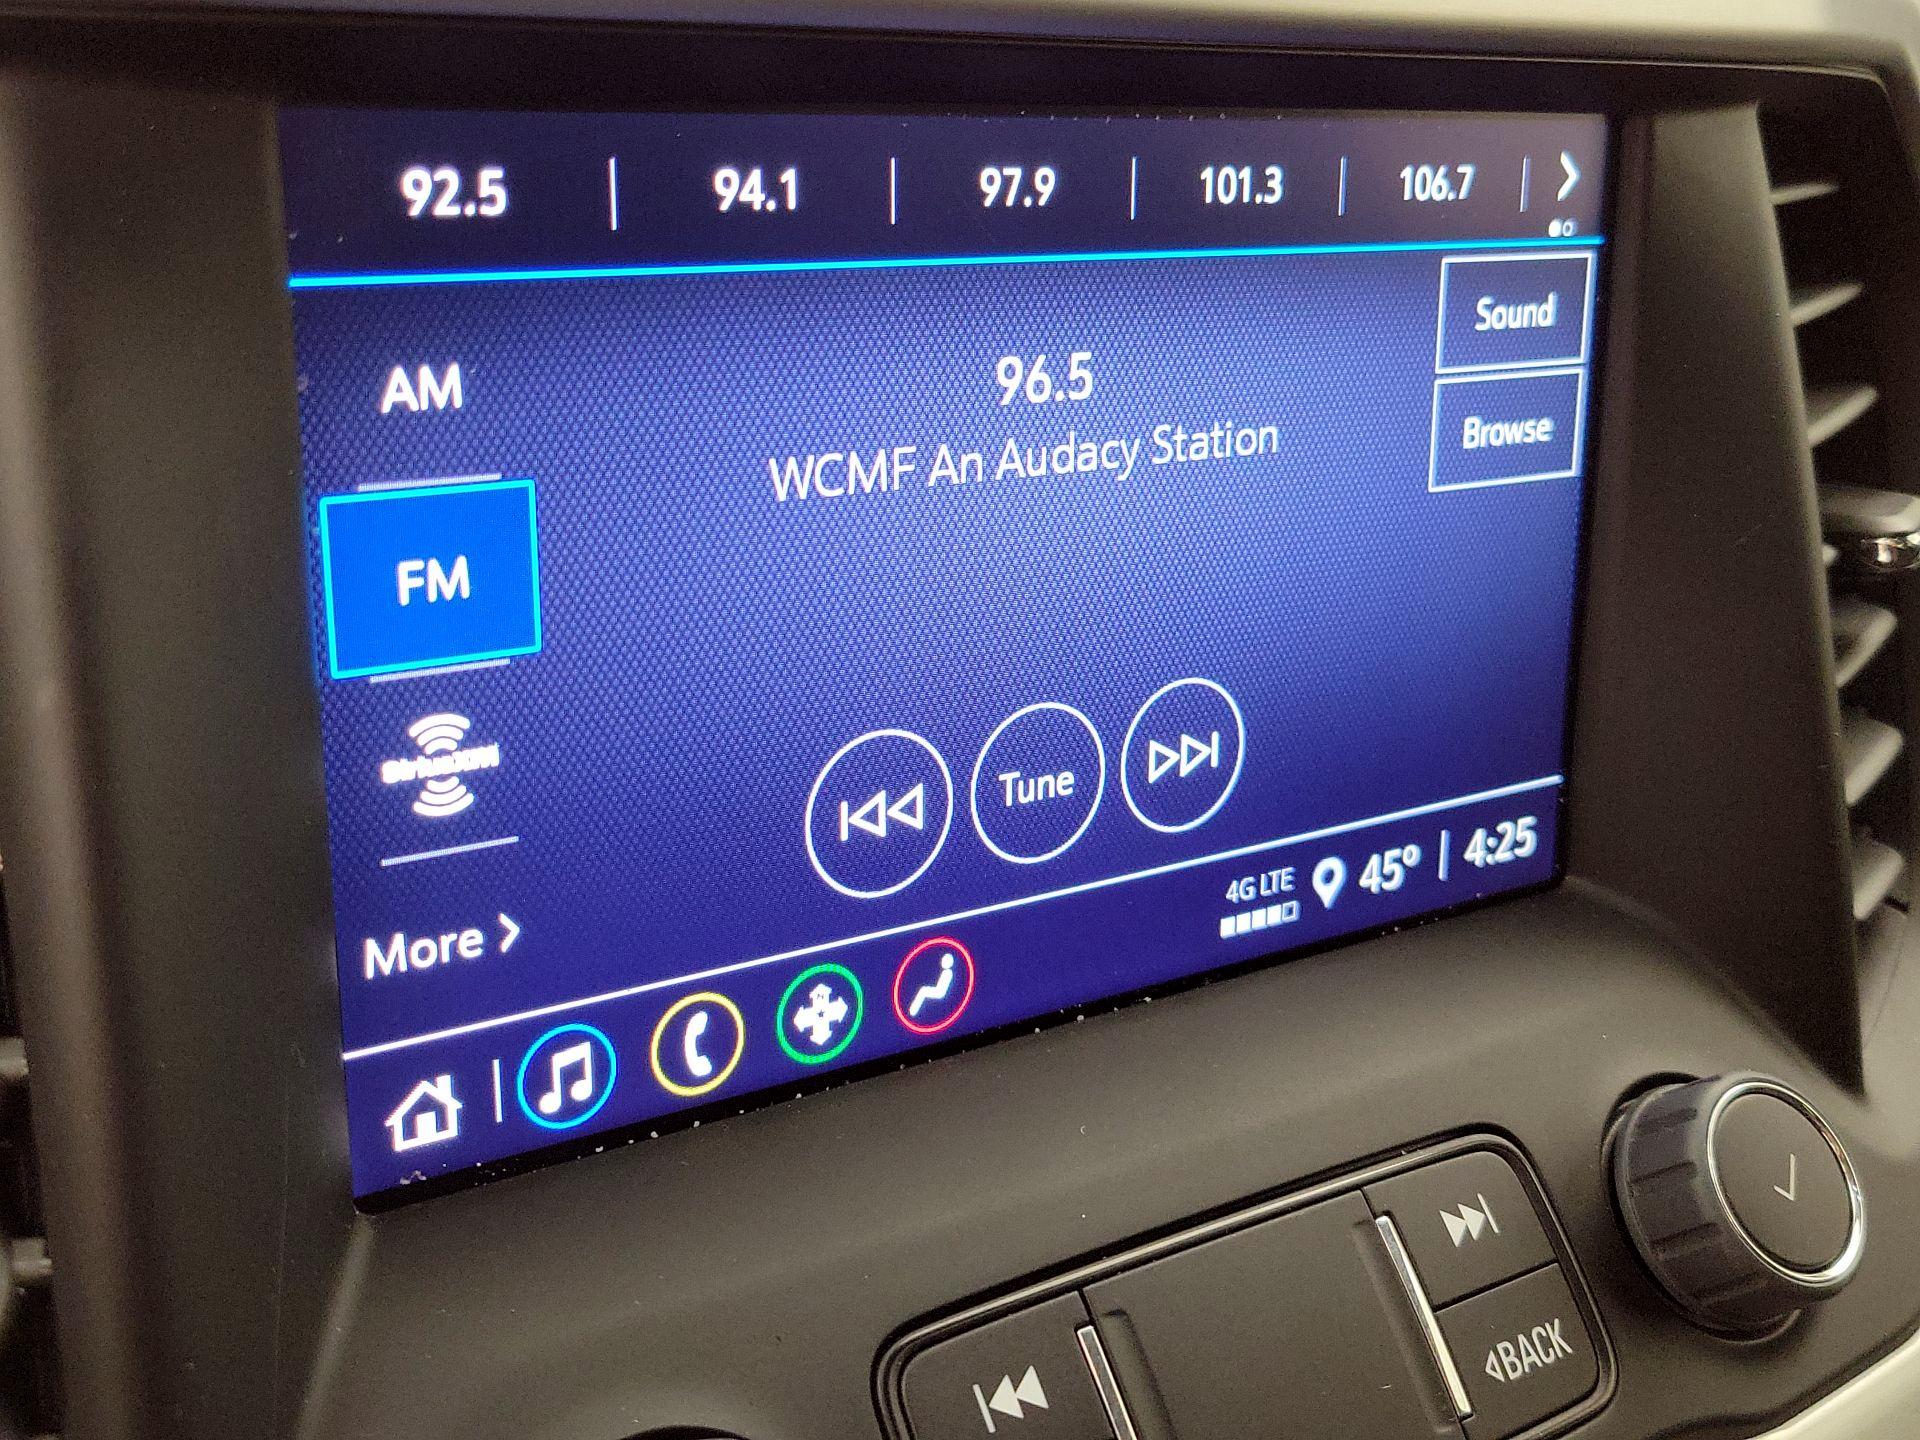 92.5 94.1 97.9 101.3 106.7
Sound
AM
96.5
Browse
WCMF An Audacy Station
FM
SiriusXM
Tune
More
4G LTE 45° 4:25
BACK